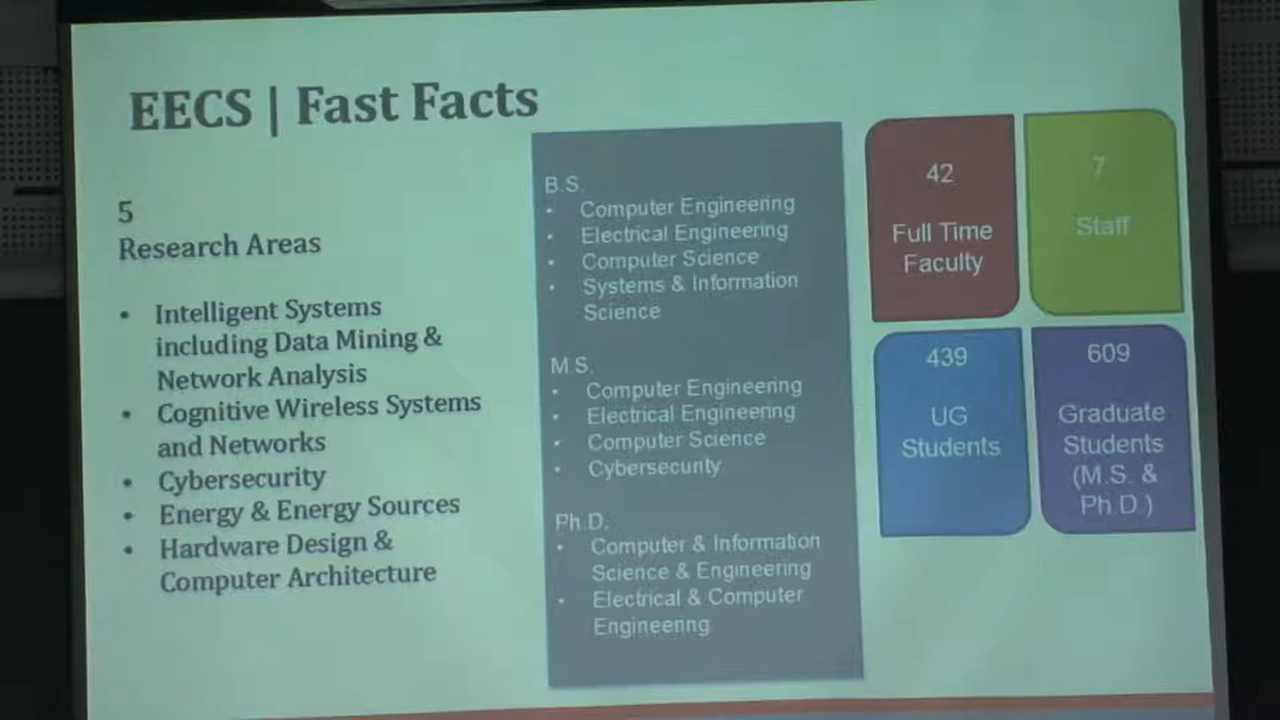 EECS | Fast Facts
5
Research Areas
• Intelligent Systems
including Data Mining &
Network Analysis
• Cognitive Wireless Systems
and Networks
• Cybersecurity
• Energy & Energy Sources
• Hardware Design &
Computer Architecture
B.S.
• Computer Engineering
• Electrical Engineering
• Computer Science
• Systems & Information
Science
M.S.
• Computer Engineering
• Electrical Engineering
• Computer Science
• Cybersecurity
Ph.D.
• Computer & Information
Science & Engineering
• Electrical & Computer
Engineering
42
Full Time
Faculty
7
Staff
439
UG
Students
609
Graduate
Students
(M.S. &
Ph.D.)